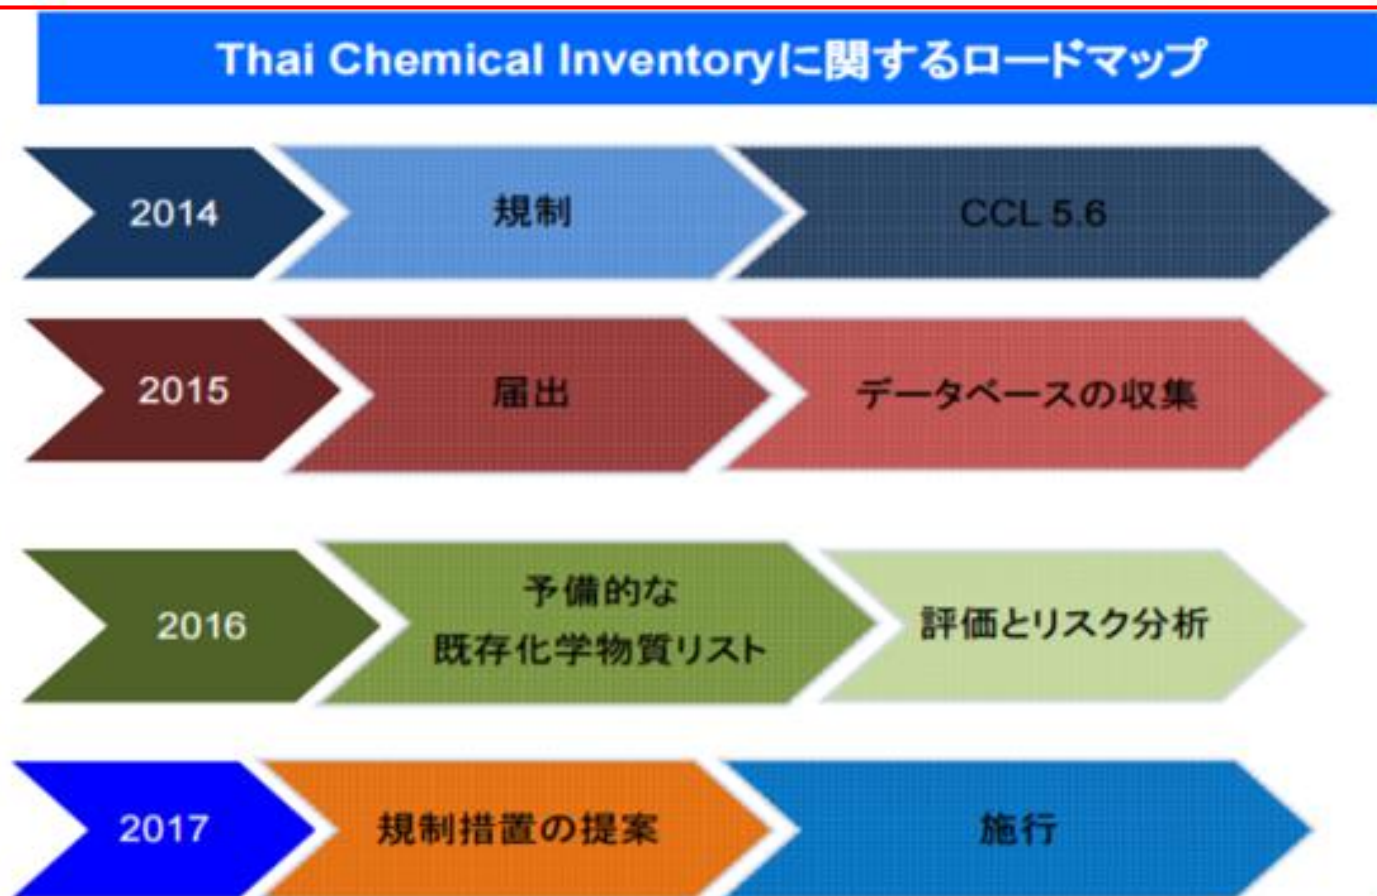 Thai Chemical Inventoryに関するロードマップ
2014
規制
CCL 5.6
2015
届出
データベースの収集
2016
予備的な
既存化学物質リスト
評価とリスク分析
2017
規制措置の提案
施行